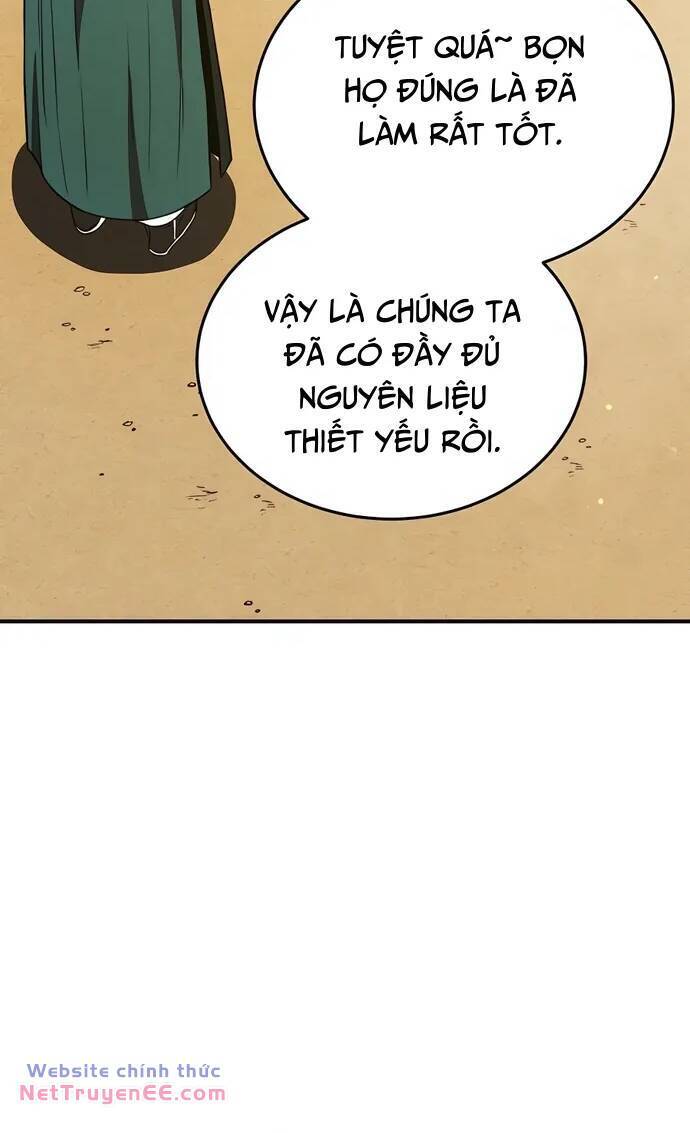 TUYỆT QUÁ~ BỌN
HỌ ĐÚNG LÀ ĐÃ
LÀM RẤT TỐT.
VẬY LÀ CHÚNG TA
ĐÃ CÓ ĐẦY ĐỦ
NGUYÊN LIỆU
THIẾT YẾU RỒI.
Website chính thức
NetTruyenEE.com